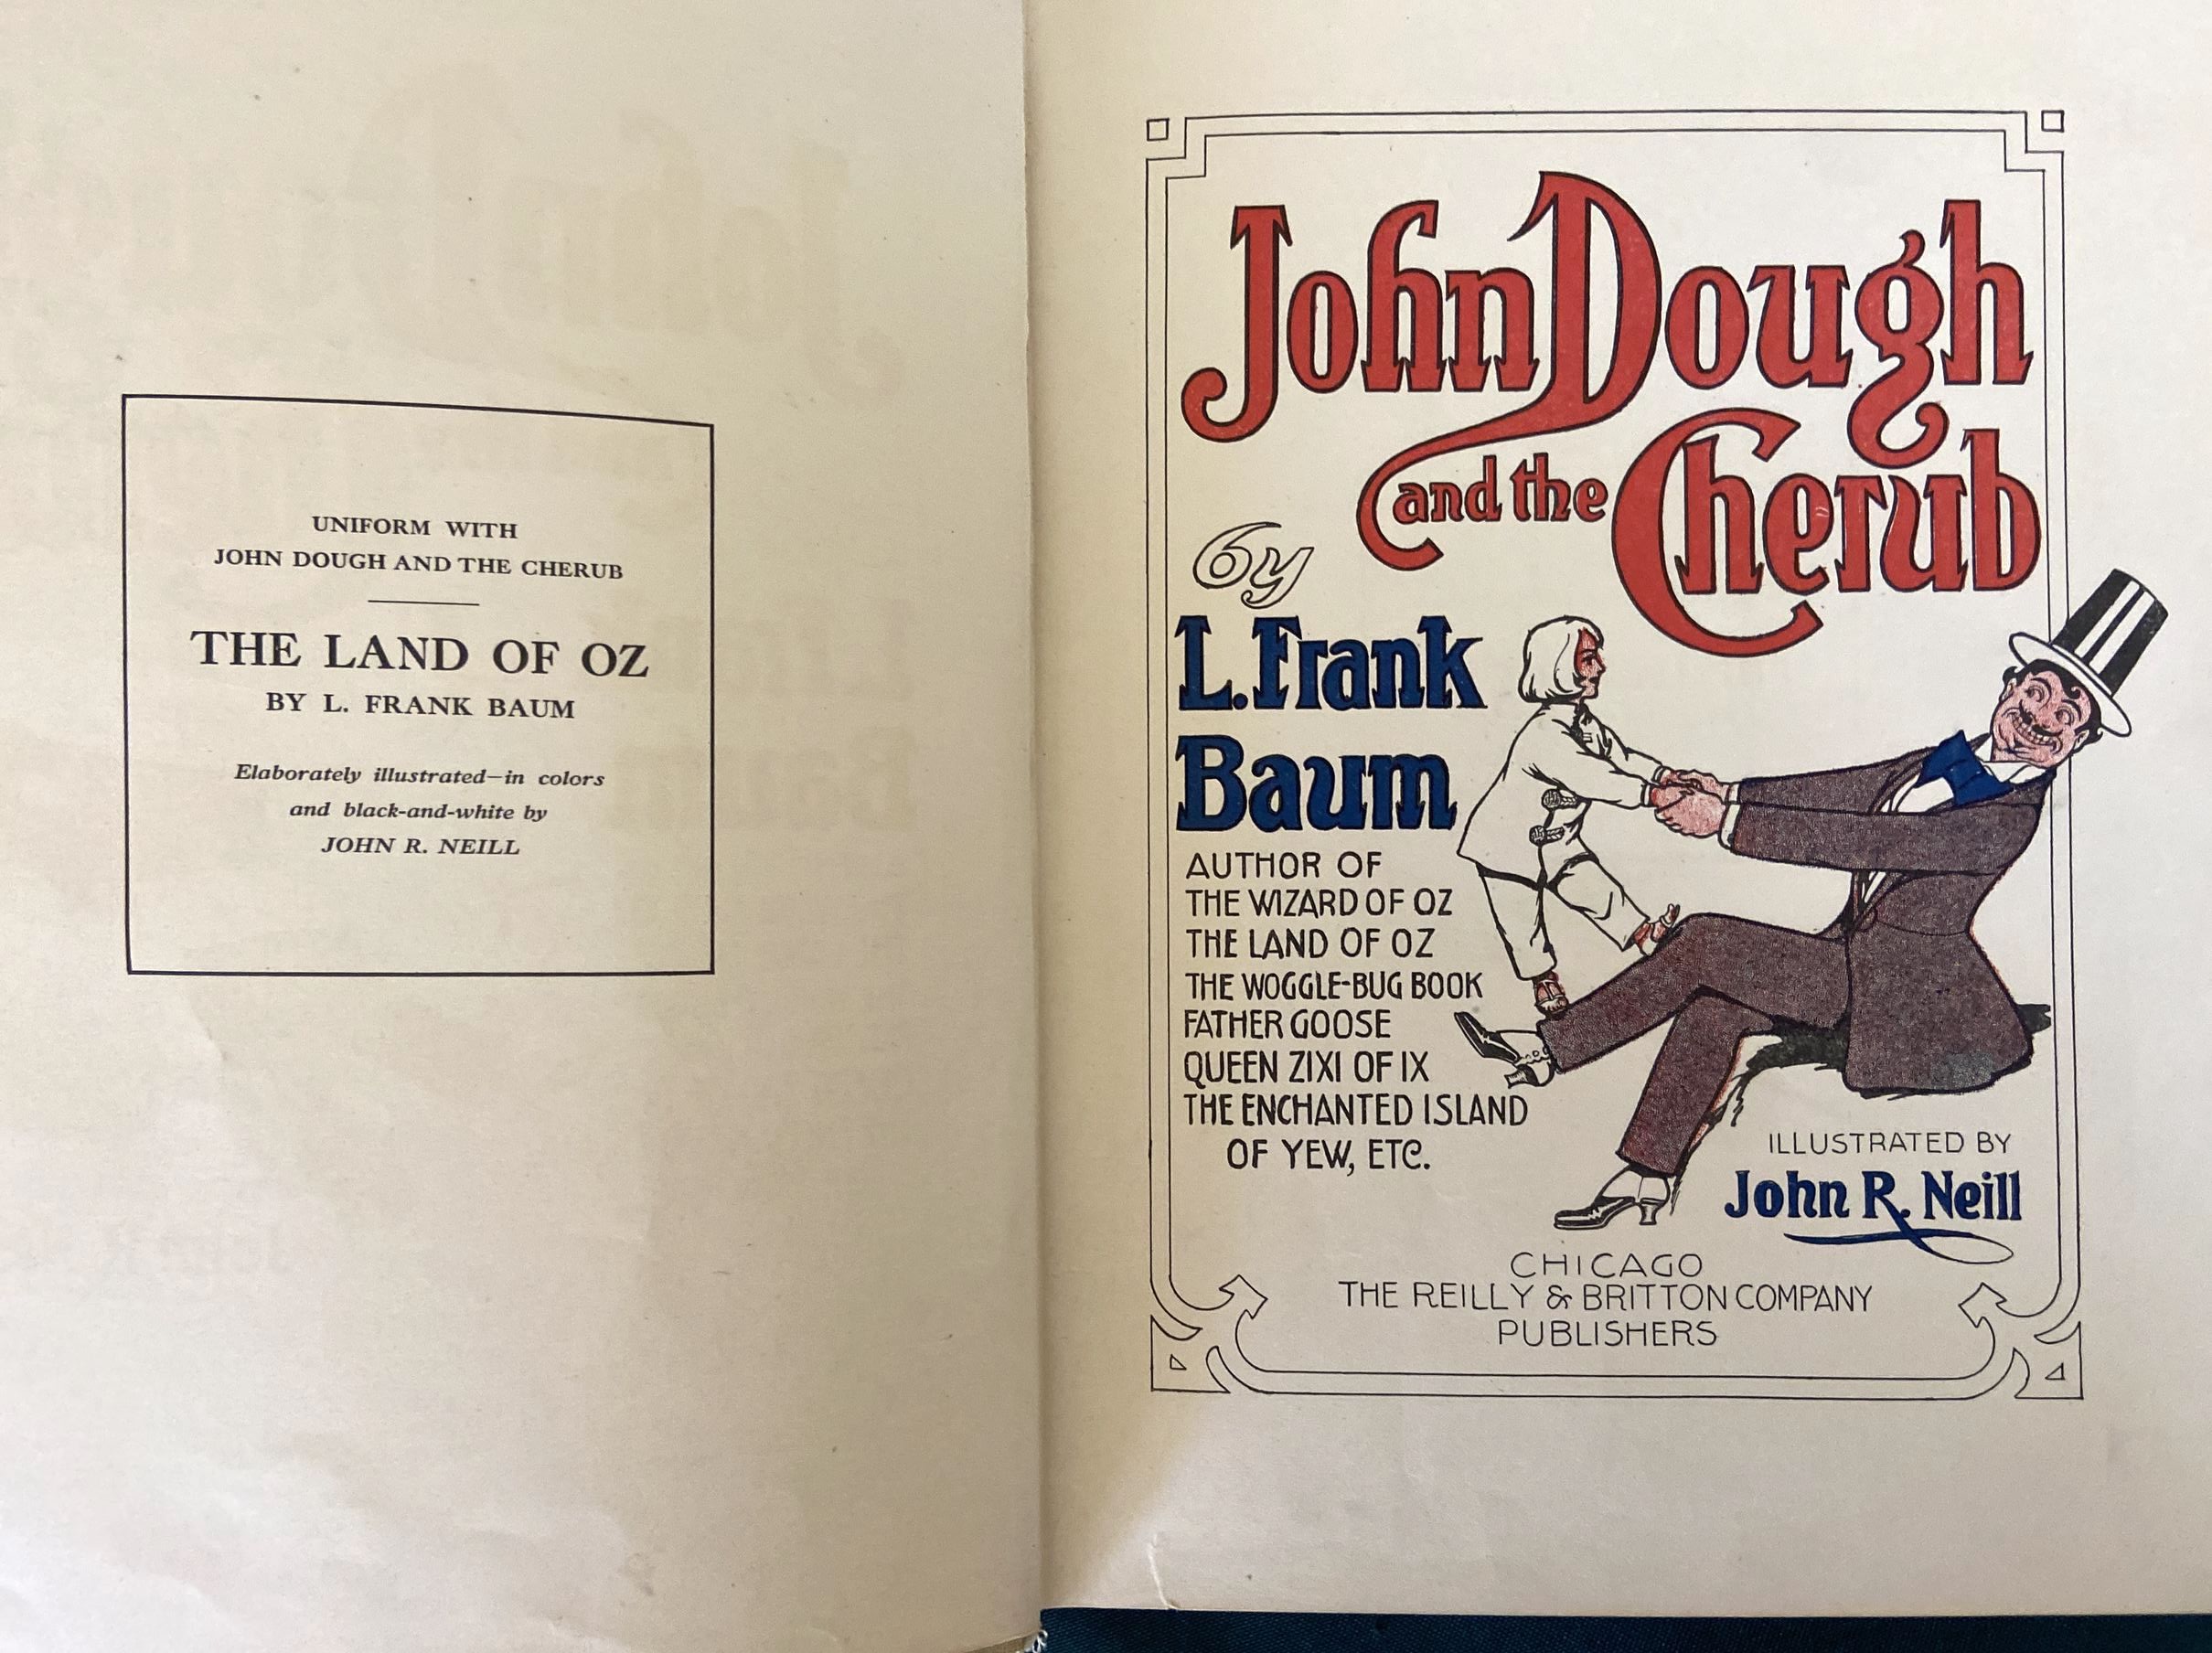 UNIFORM WITH
JOHN DOUGH AND THE CHERUB
THE LAND OF OZ
BY L. FRANK BAUM
Elaborately illustrated—in colors
and black-and-white by
JOHN R. NEILL
John Dough
and the Cherub
by
L. Frank
Baum
AUTHOR OF
THE WIZARD OF OZ
THE LAND OF OZ
THE WOGGLE-BUG BOOK
FATHER GOOSE
QUEEN ZIXI OF IX
THE ENCHANTED ISLAND
OF YEW, ETC.
ILLUSTRATED BY
John R. Neill
CHICAGO
THE REILLY & BRITTON COMPANY
PUBLISHERS